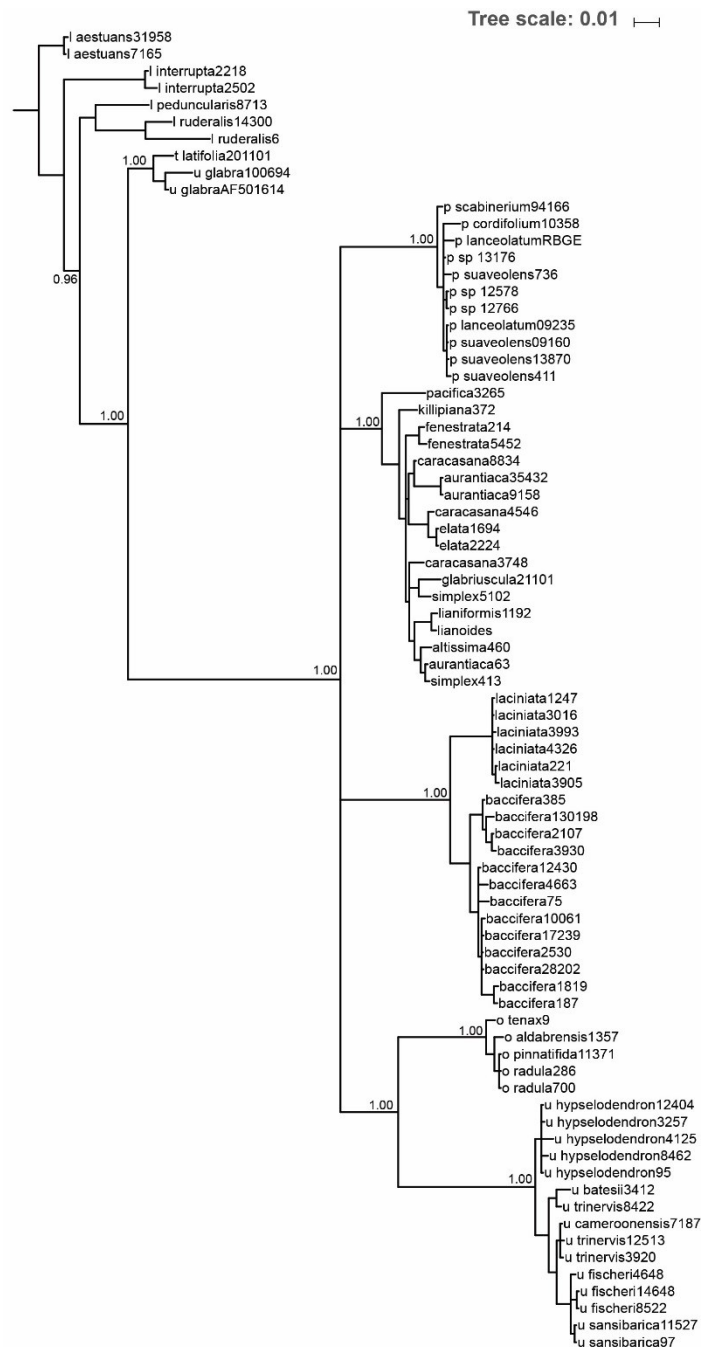 Tree scale: 0.01
l aestuans31958
l aestuans7165
l interrupta2218
l interrupta2502
l peduncularis8713
l ruderalis14300
l ruderalis6
1.00
t latifolia201101
u glabra100694
u glabraAF501614
p scabinerium94166
p cordifolium10358
1.00
p lanceolatumRBGE
p sp 13176
0.96
p suaveolens736
p sp 12578
p sp 12766
p lanceolatum09235
p suaveolens09160
p suaveolens13870
p suaveolens411
pacifica3265
killipiana372
1.00
1.00
fenestrata214
fenestrata5452
caracasana8834
aurantiaca35432
aurantiaca9158
caracasana4546
elata1694
elata2224
caracasana3748
glabriuscula21101
simplex5102
lianiformis1192
lianoides
altissima460
1.00
aurantiaca63
simplex413
laciniata1247
laciniata3016
laciniata3993
laciniata4326
laciniata221
laciniata3905
1.00
baccifera385
baccifera130198
baccifera2107
baccifera3930
baccifera12430
baccifera4663
baccifera75
baccifera10061
baccifera17239
baccifera2530
baccifera28202
baccifera1819
baccifera187
o tenax9
1.00
o aldabrensis1357
o pinnatifida11371
o radula286
o radula700
1.00
u hypselodendron12404
u hypselodendron3257
u hypselodendron4125
u hypselodendron8462
u hypselodendron95
1.00
u batesii3412
u trinervis8422
u cameroonensis7187
u trinervis12513
u trinervis3920
u fischeri4648
u fischeri14648
u fischeri8522
u sansibarica11527
u sansibarica97